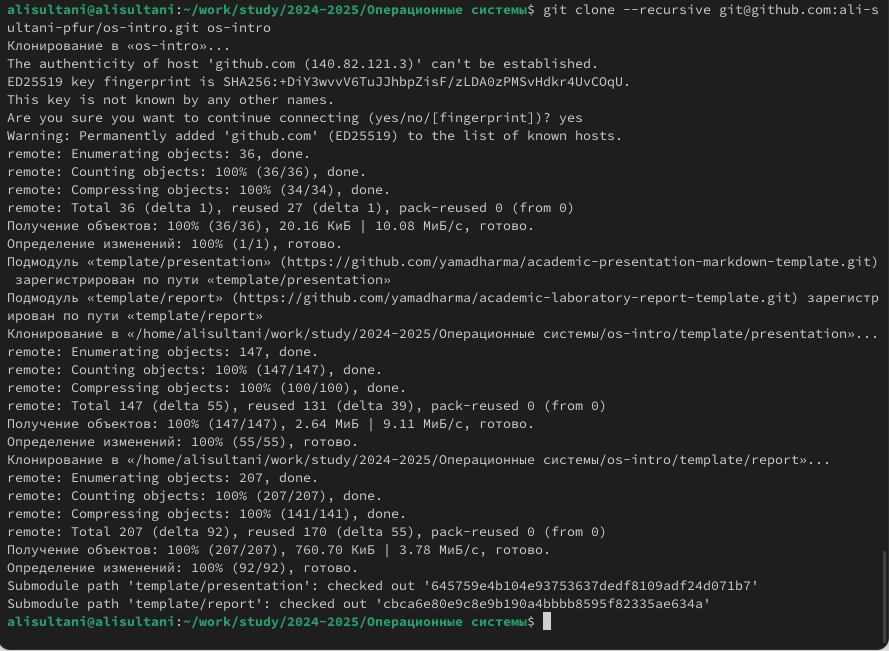 alisultani@alisultani:~/work/study/2024-2025/Операционные системы$ git clone --recursive git@github.com:ali-s
ultani-pfur/os-intro.git os-intro
Клонирование в «os-intro»...
The authenticity of host 'github.com (140.82.121.3)' can't be established.
ED25519 key fingerprint is SHA256:+DiY3wvvV6TuJJhbpZisF/zLDA0zPMSvHdkr4UvCOqU.
This key is not known by any other names.
Are you sure you want to continue connecting (yes/no/[fingerprint])? yes
Warning: Permanently added 'github.com' (ED25519) to the list of known hosts.
remote: Enumerating objects: 36, done.
remote: Counting objects: 100% (36/36), done.
remote: Compressing objects: 100% (34/34), done.
remote: Total 36 (delta 1), reused 27 (delta 1), pack-reused 0 (from 0)
Получение объектов: 100% (36/36), 20.16 КиБ | 10.08 МиБ/с, готово.
Определение изменений: 100% (1/1), готово.
Подмодуль «template/presentation» (https://github.com/yamadharma/academic-presentation-markdown-template.git)
 зарегистрирован по пути «template/presentation»
Подмодуль «template/report» (https://github.com/yamadharma/academic-laboratory-report-template.git) зарегистр
ирован по пути «template/report»
Клонирование в «/home/alisultani/work/study/2024-2025/Операционные системы/os-intro/template/presentation»...
remote: Enumerating objects: 147, done.
remote: Counting objects: 100% (147/147), done.
remote: Compressing objects: 100% (100/100), done.
remote: Total 147 (delta 55), reused 131 (delta 39), pack-reused 0 (from 0)
Получение объектов: 100% (147/147), 2.64 МиБ | 9.11 МиБ/с, готово.
Определение изменений: 100% (55/55), готово.
Клонирование в «/home/alisultani/work/study/2024-2025/Операционные системы/os-intro/template/report»...
remote: Enumerating objects: 207, done.
remote: Counting objects: 100% (207/207), done.
remote: Compressing objects: 100% (141/141), done.
remote: Total 207 (delta 92), reused 170 (delta 55), pack-reused 0 (from 0)
Получение объектов: 100% (207/207), 760.70 КиБ | 3.78 МиБ/с, готово.
Определение изменений: 100% (92/92), готово.
Submodule path 'template/presentation': checked out '645759e4b104e93753637dedf8109adf24d071b7'
Submodule path 'template/report': checked out 'cbca6e80e9c8e9b190a4bbbb8595f82335ae634a'
alisultani@alisultani:~/work/study/2024-2025/Операционные системы$